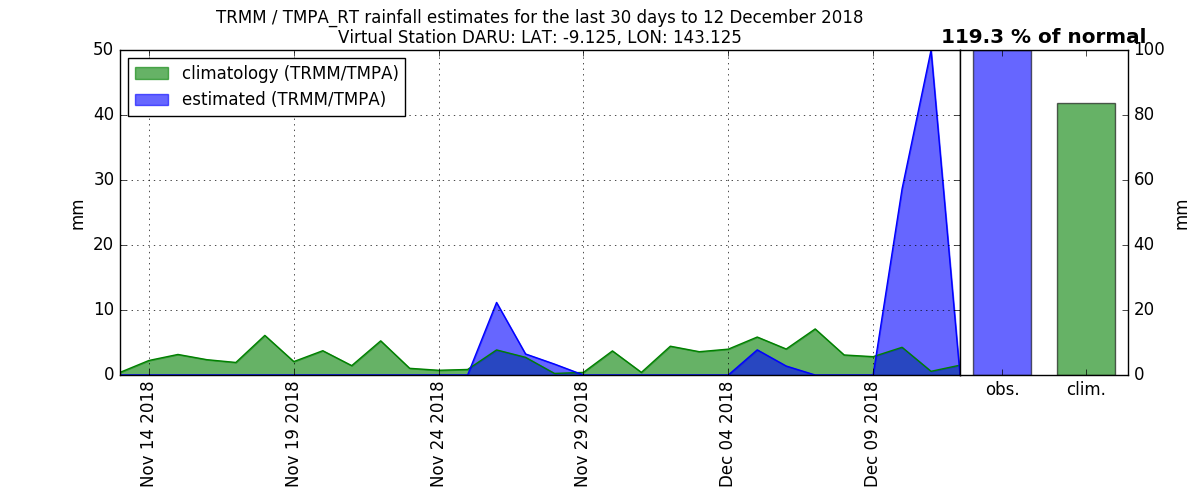 TRMM / TMPA_RT rainfall estimates for the last 30 days to 12 December 2018
Virtual Station DARU: LAT: -9.125, LON: 143.125
119.3 % of normal
climatology (TRMM/TMPA)
estimated (TRMM/TMPA)
mm
50
40
30
20
10
0
Nov 14 2018
Nov 19 2018
Nov 24 2018
Nov 29 2018
Dec 04 2018
Dec 09 2018
obs.
clim.
100
80
60
40
20
0
mm